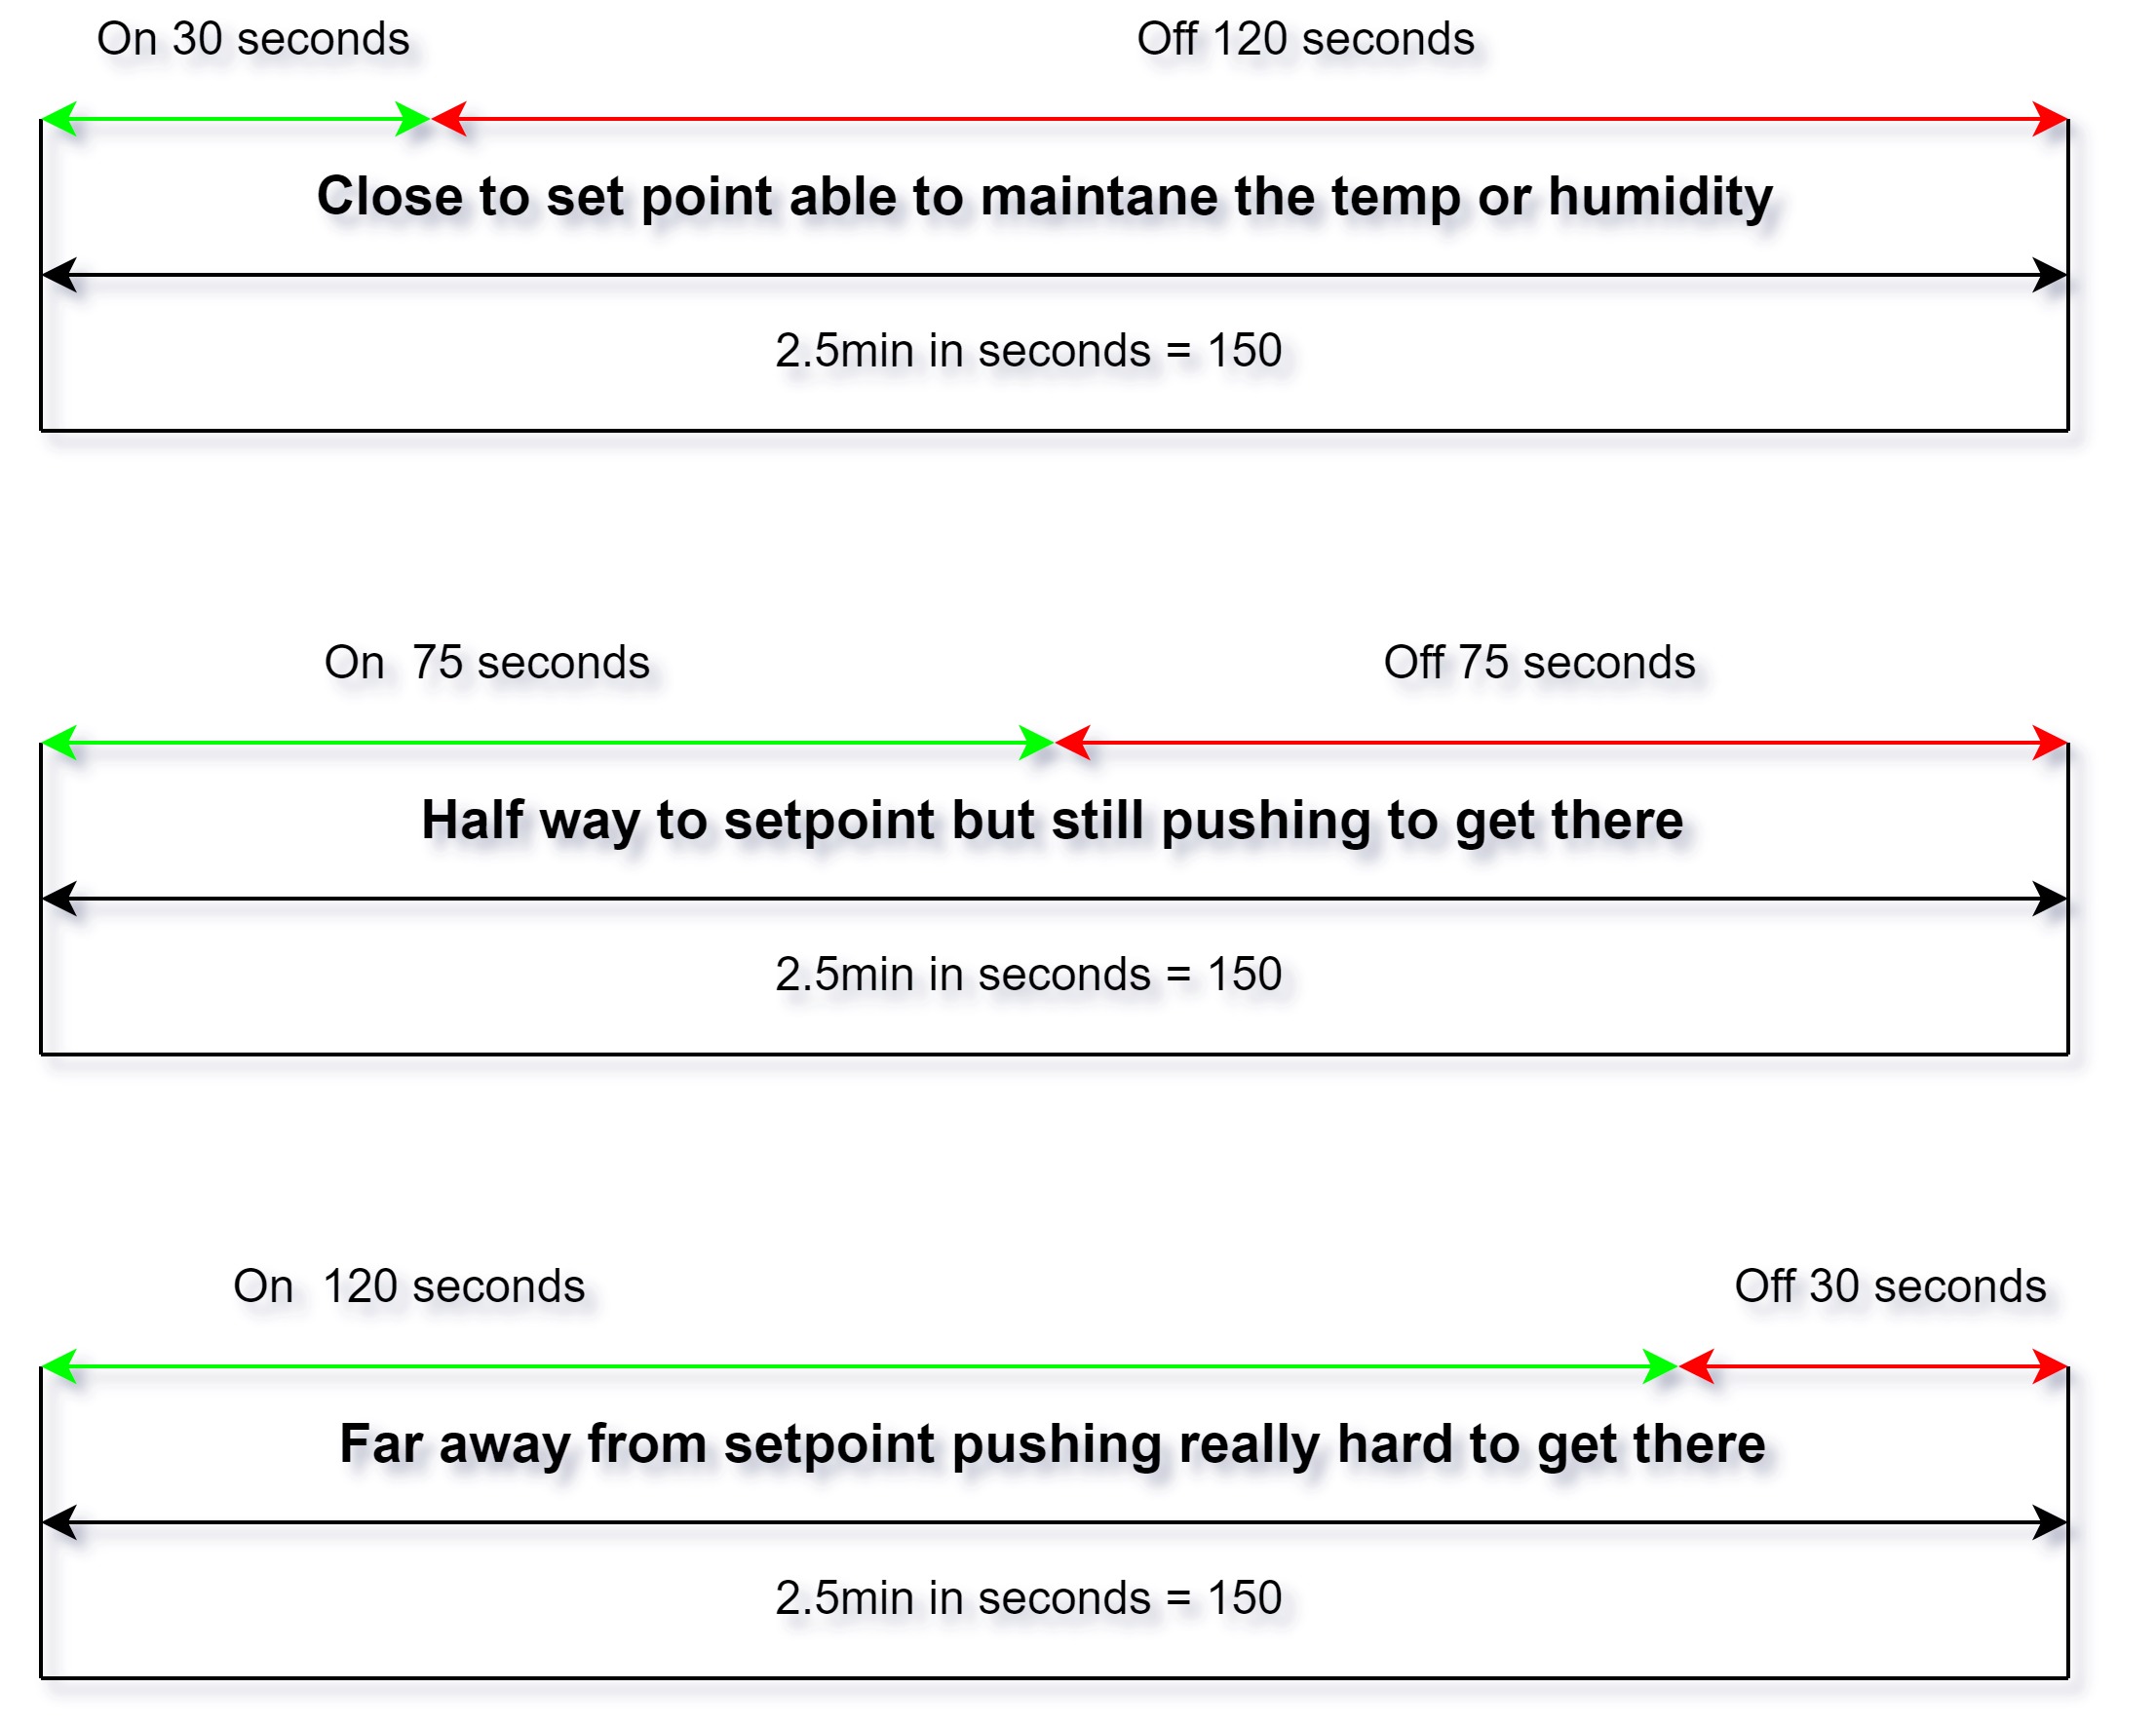 On 30 seconds
Off 120 seconds
Close to set point able to maintane the temp or humidity
2.5min in seconds = 150
On  75 seconds
Off 75 seconds
Half way to setpoint but still pushing to get there
2.5min in seconds = 150
On  120 seconds
Off 30 seconds
Far away from setpoint pushing really hard to get there
2.5min in seconds = 150